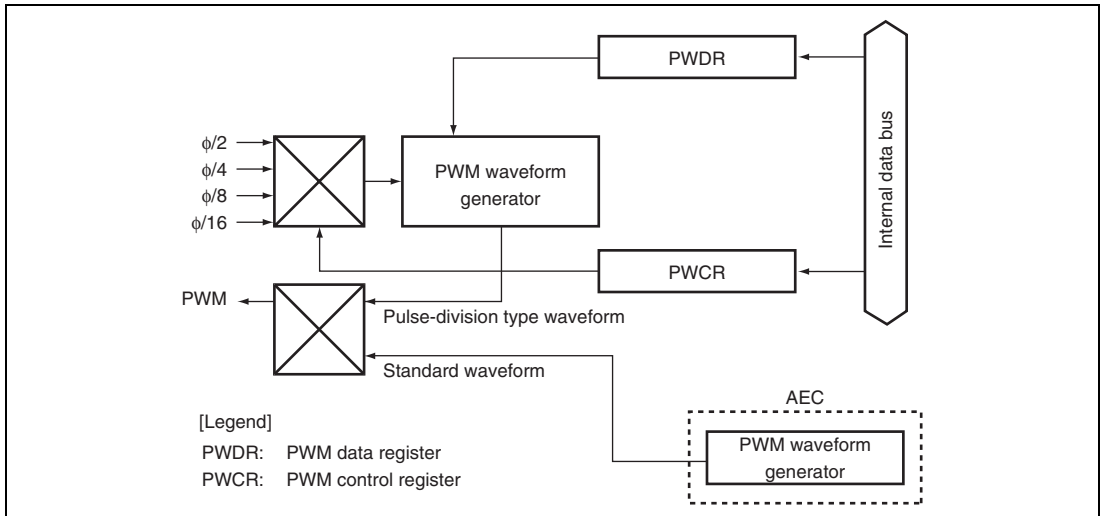 PWDR
φ/2
φ/4
φ/8
φ/16
PWM waveform
generator
Internal data bus
PWCR
PWM
Pulse-division type waveform
Standard waveform
AEC
PWM waveform
generator
[Legend]
PWDR: PWM data register
PWCR: PWM control register